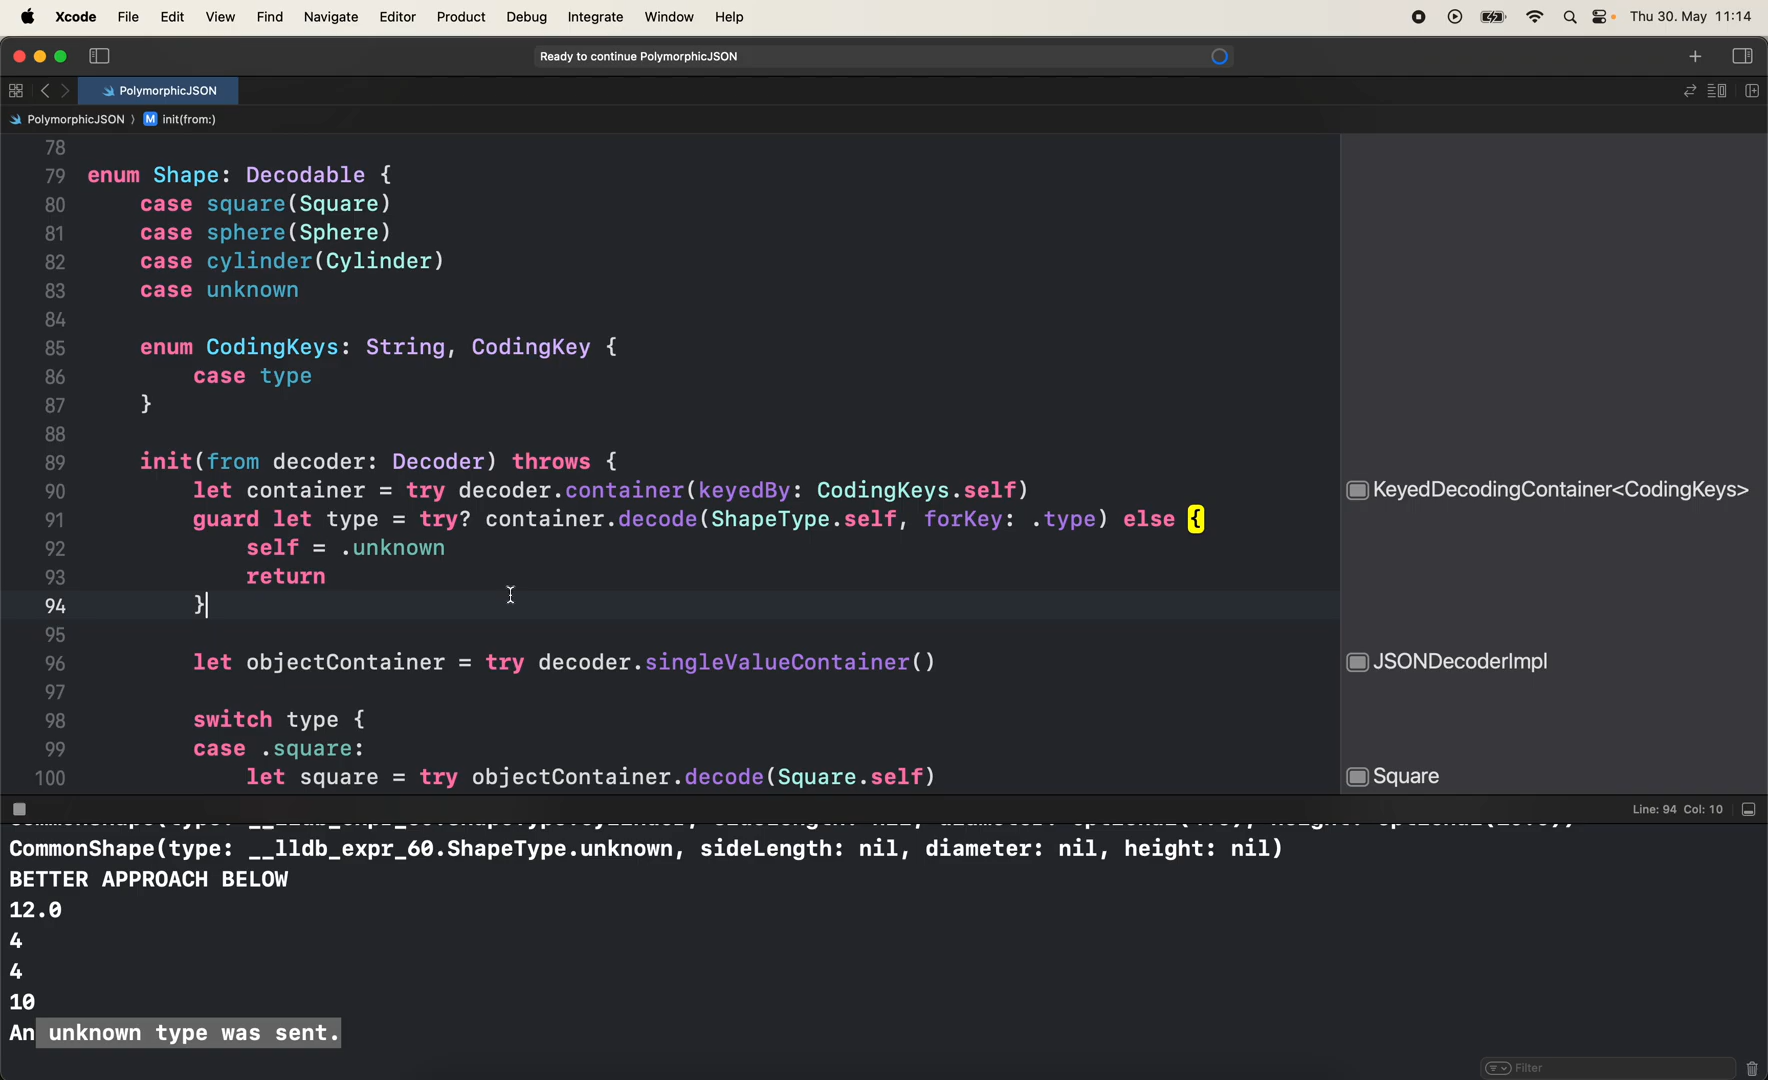 Xcode File Edit View Find Navigate Editor Product Debug Integrate Window Help Thu 30. May 11:14
Ready to continue PolymorphicJSON
PolymorphicJSON
PolymorphicJSON M init(from:)
78
79 enum Shape: Decodable {
80 case square(Square)
81 case sphere(Sphere)
82 case cylinder(Cylinder)
83 case unknown
84
85 enum CodingKeys: String, CodingKey {
86 case type
87 }
88
89 init(from decoder: Decoder) throws {
90 let container = try decoder.container(keyedBy: CodingKeys.self) KeyedDecodingContainer<CodingKeys>
91 guard let type = try? container.decode(ShapeType.self, forKey: .type) else {
92 self = .unknown
93 return
94 }
95
96 let objectContainer = try decoder.singleValueContainer() JSONDecoderImpl
97
98 switch type {
99 case .square:
100 let square = try objectContainer.decode(Square.self) Square
Line: 94 Col: 10
CommonShape(type: __lldb_expr_60.ShapeType.unknown, sideLength: nil, diameter: nil, height: nil)
BETTER APPROACH BELOW
12.0
4
4
10
An unknown type was sent.
Filter